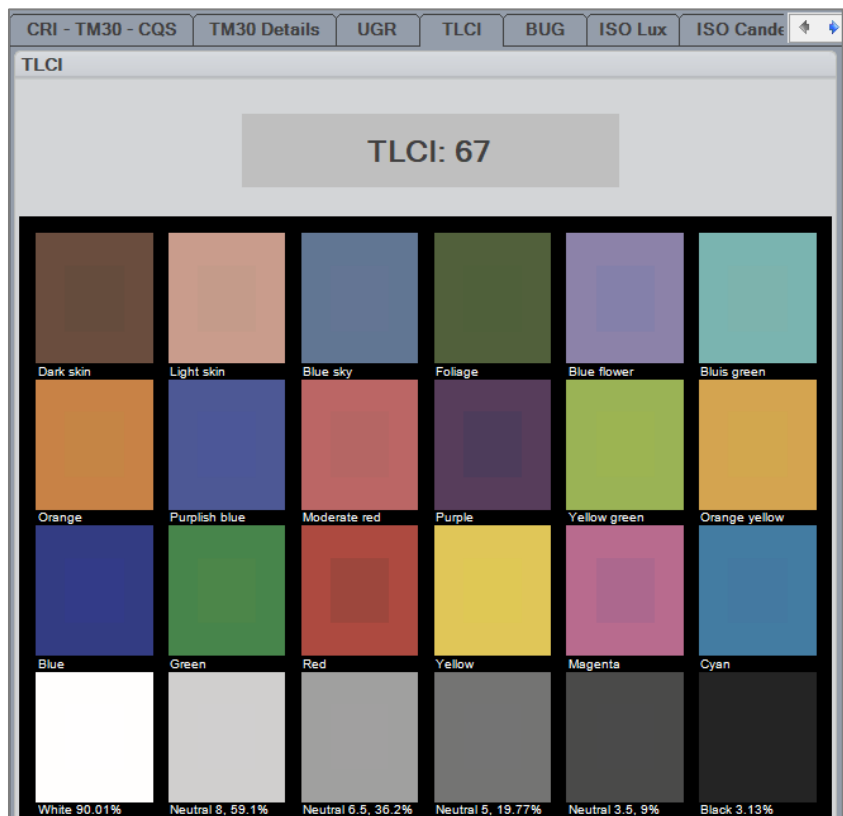 CRI - TM30 - CQS TM30 Details UGR TLCI BUG ISO Lux ISO Cande
TLCI
TLCI: 67
Dark skin Light skin Blue sky Foliage Blue flower Bluis green
Orange Purplish blue Moderate red Purple Yellow green Orange yellow
Blue Green Red Yellow Magenta Cyan
White 90.01% Neutral 8, 59.1% Neutral 6.5, 36.2% Neutral 5, 19.77% Neutral 3.5, 9% Black 3.13%